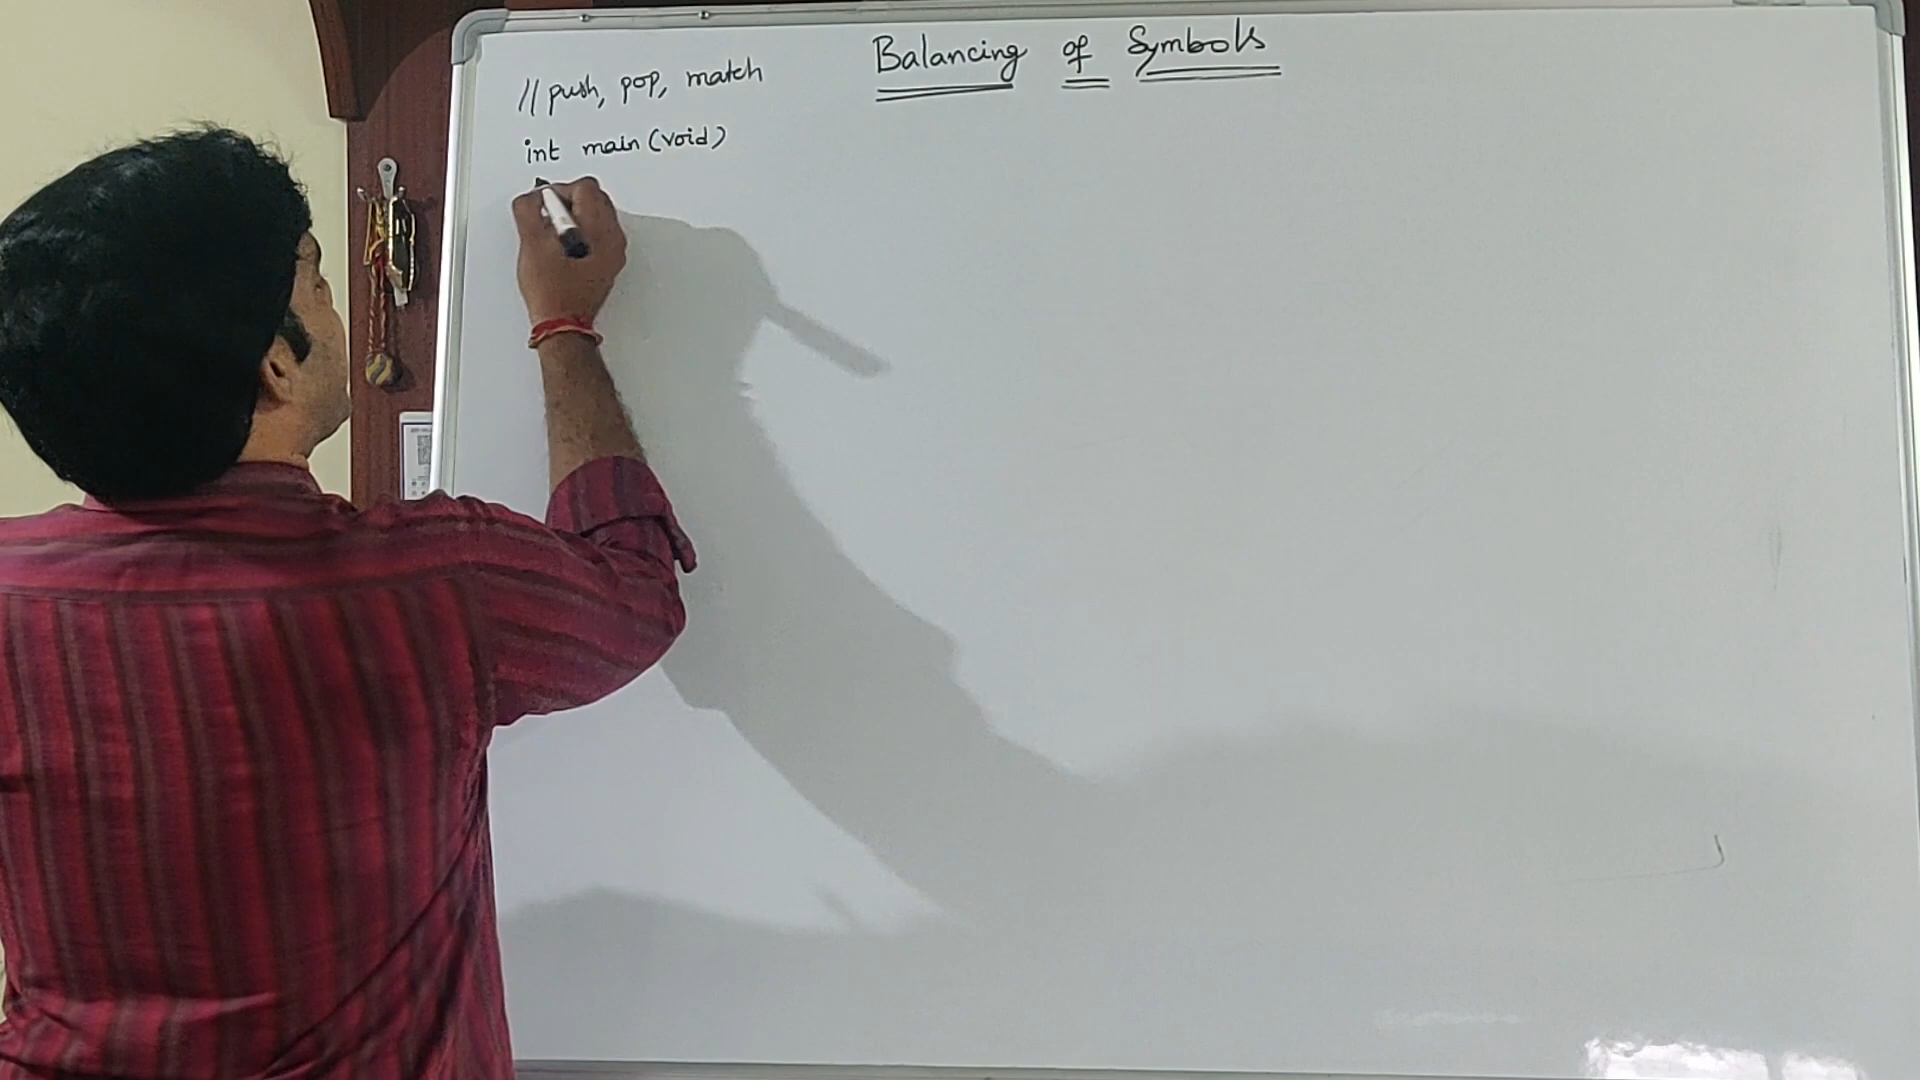 Balancing of Symbols
// push, pop, match
int main (void)